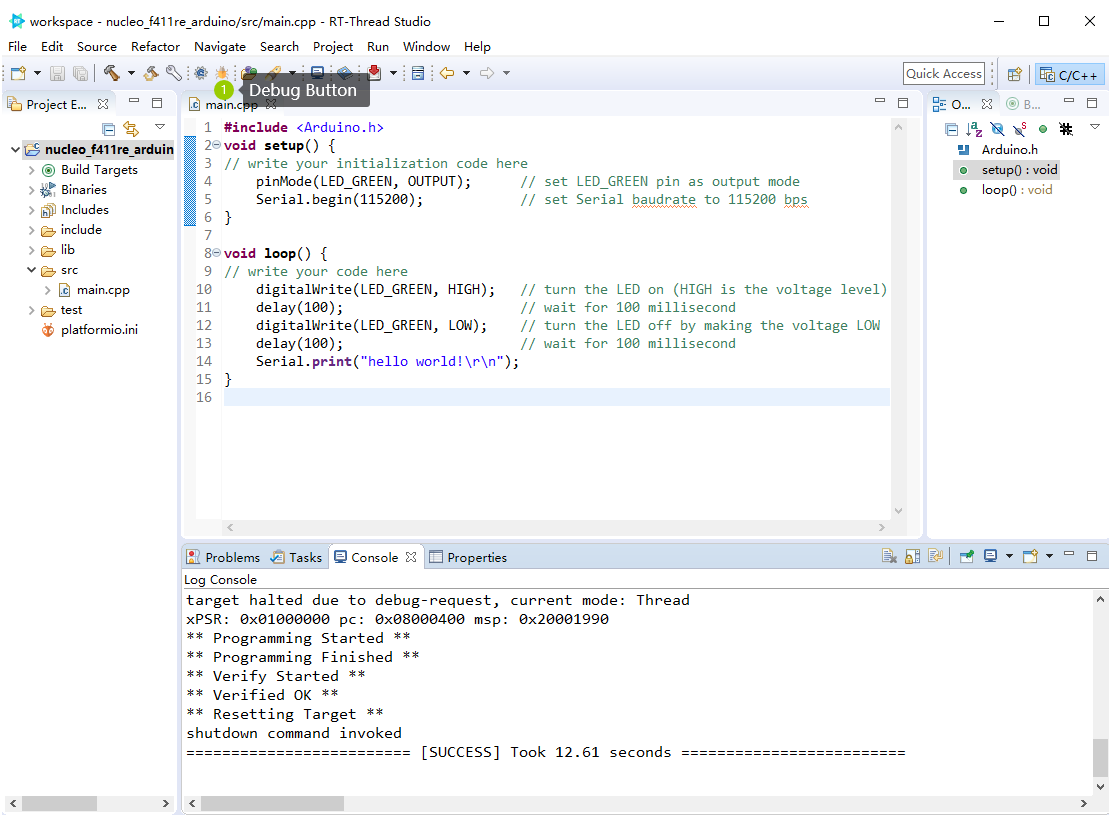 workspace - nucleo_f411re_arduino/src/main.cpp - RT-Thread Studio
File Edit Source Refactor Navigate Search Project Run Window Help
Quick Access
C/C++
1 Debug Button
Project E...
main.cpp
O...
B...
nucleo_f411re_arduin
Build Targets
Binaries
Includes
include
lib
src
main.cpp
test
platformio.ini
1 #include <Arduino.h>
2 void setup() {
3 // write your initialization code here
4     pinMode(LED_GREEN, OUTPUT);      // set LED_GREEN pin as output mode
5     Serial.begin(115200);            // set Serial baudrate to 115200 bps
6 }
7
8 void loop() {
9 // write your code here
10     digitalWrite(LED_GREEN, HIGH);   // turn the LED on (HIGH is the voltage level)
11     delay(100);                      // wait for 100 millisecond
12     digitalWrite(LED_GREEN, LOW);    // turn the LED off by making the voltage LOW
13     delay(100);                      // wait for 100 millisecond
14     Serial.print("hello world!\r\n");
15 }
16
Arduino.h
setup() : void
loop() : void
Problems Tasks Console Properties
Log Console
target halted due to debug-request, current mode: Thread
xPSR: 0x01000000 pc: 0x08000400 msp: 0x20001990
** Programming Started **
** Programming Finished **
** Verify Started **
** Verified OK **
** Resetting Target **
shutdown command invoked
========================= [SUCCESS] Took 12.61 seconds =========================